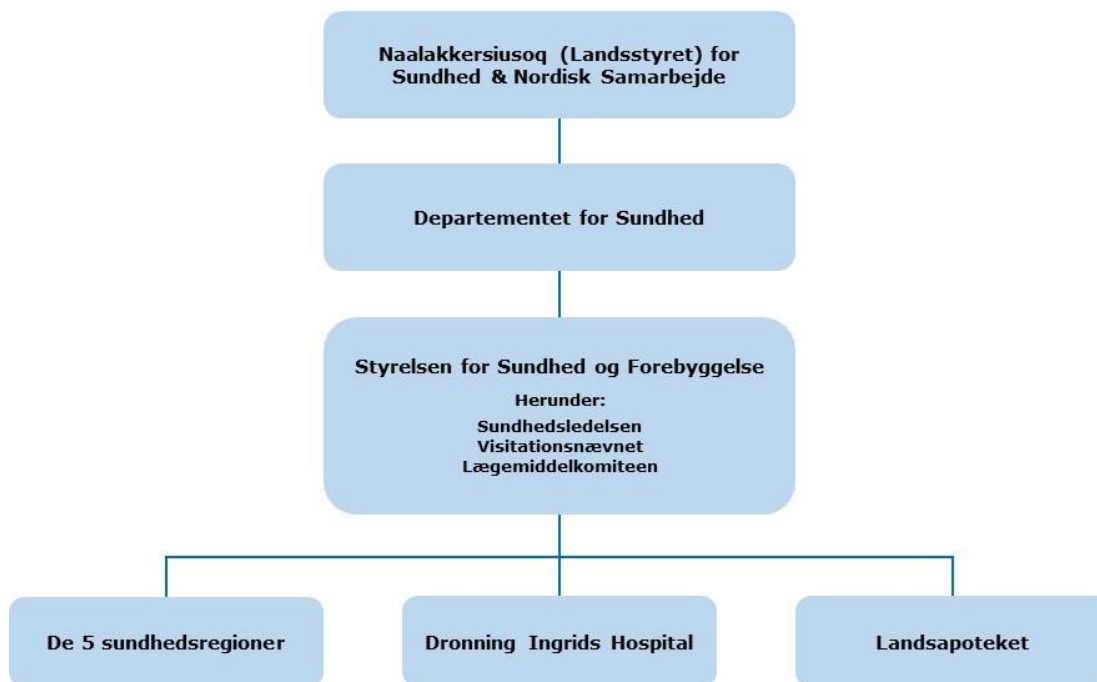 Naalakkersiusoq (Landsstyret) for
Sundhed & Nordisk Samarbejde
Departementet for Sundhed
Styrelsen for Sundhed og Forebyggelse
Herunder:
Sundhedsledelsen
Visitationsnævnet
Lægemiddelkomiteen
De 5 sundhedsregioner
Dronning Ingrids Hospital
Landsapoteket